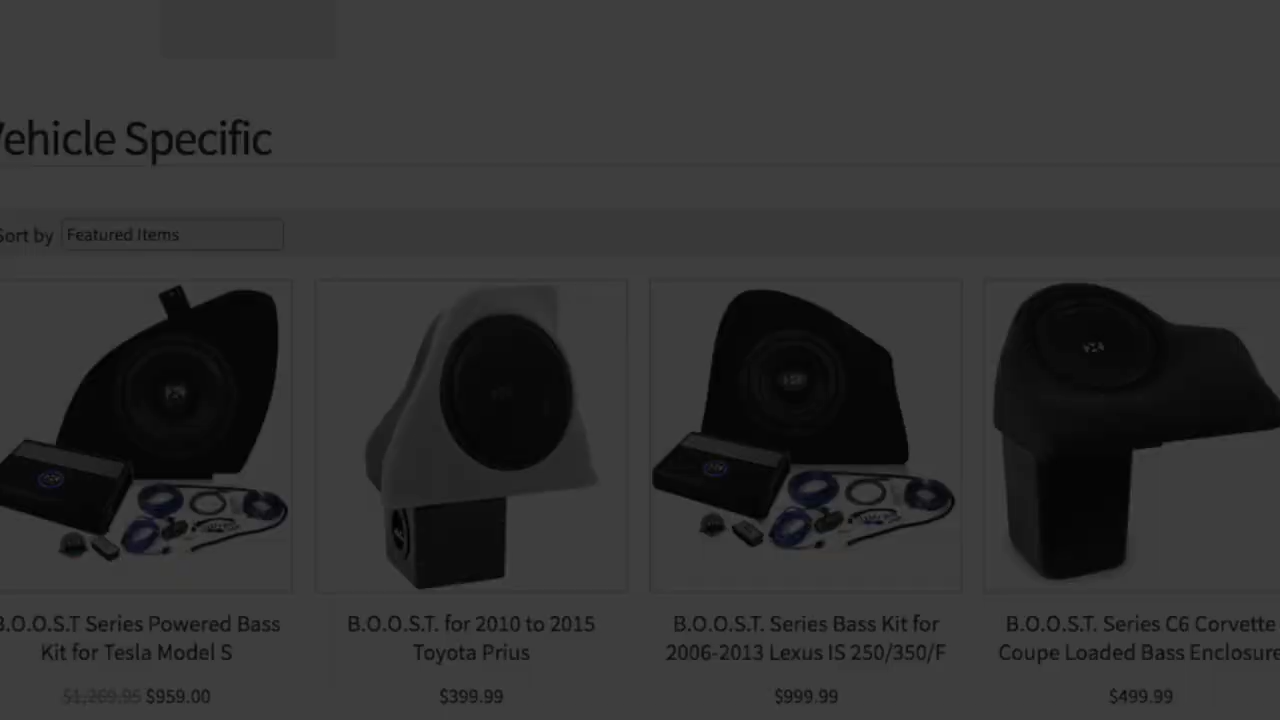 Vehicle Specific
Sort by Featured Items
B.O.O.S.T Series Powered Bass
Kit for Tesla Model S
$1,269.95 $959.00
B.O.O.S.T. for 2010 to 2015
Toyota Prius
$399.99
B.O.O.S.T. Series Bass Kit for
2006-2013 Lexus IS 250/350/F
$999.99
B.O.O.S.T. Series C6 Corvette
Coupe Loaded Bass Enclosure
$499.99